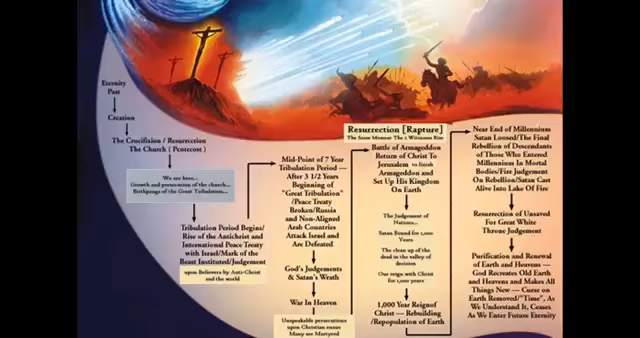 Eternity
Past
Creation
The Crucifixion / Resurrection
The Church ( Pentecost )
We are here...
Growth and persecution of the church...
Birthpangs of the Great Tribulation...
Tribulation Period Begins/
Rise of the Antichrist and
International Peace Treaty
with Israel/Mark of the
Beast Instituted/Judgement
upon Believers by Anti-Christ
and the world
Mid-Point of 7 Year
Tribulation Period —
After 3 1/2 Years
Beginning of
"Great Tribulation"
/Peace Treaty
Broken/Russia
and Non-Aligned
Arab Countries
Attack Israel and
Are Defeated
God's Judgements
& Satan's Wrath
War In Heaven
Unspeakable persecutions
upon Christian ensue
Many are Martyred
Resurrection [Rapture]
The Same Moment The 2 Witnesses Rise
Battle of Armageddon
Return of Christ To
Jerusalem to finish
Armageddon and
Set Up His Kingdom
On Earth
The Judgement of
Nations...
Satan Bound for 1,000
Years
The clean up of the
dead in the valley of
decision
Our reign with Christ
for 1,000 years
1,000 Year Reignof
Christ — Rebuilding
/Repopulation of Earth
Near End of Millennium
Satan Loosed/The Final
Rebellion of Descendants
of Those Who Entered
Millennium In Mortal
Bodies/Fire Judgement
On Rebellion/Satan Cast
Alive Into Lake Of Fire
Resurrection of Unsaved
For Great White
Throne Judgement
Purification and Renewal
of Earth and Heavens —
God Recreates Old Earth
and Heavens and Makes All
Things New — Curse on
Earth Removed/"Time", As
We Understand It, Ceases
As We Enter Future Eternity